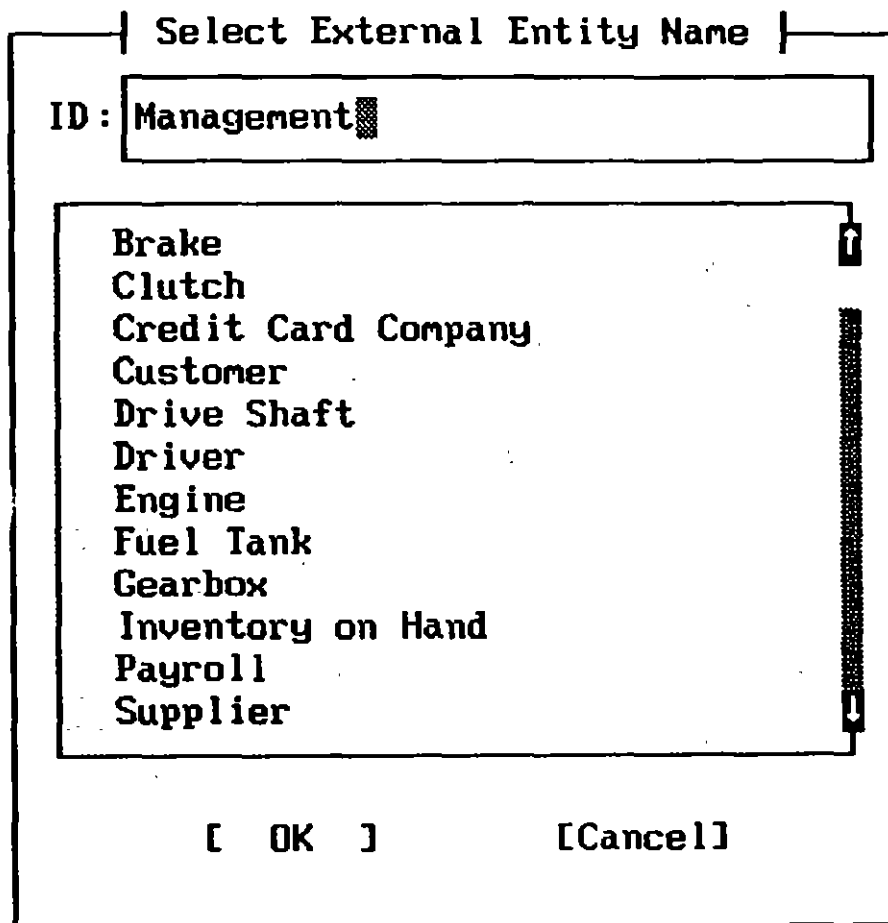 Select External Entity Name
ID: Management
Brake
Clutch
Credit Card Company
Customer
Drive Shaft
Driver
Engine
Fuel Tank
Gearbox
Inventory on Hand
Payroll
Supplier
[ OK ] [Cancel]